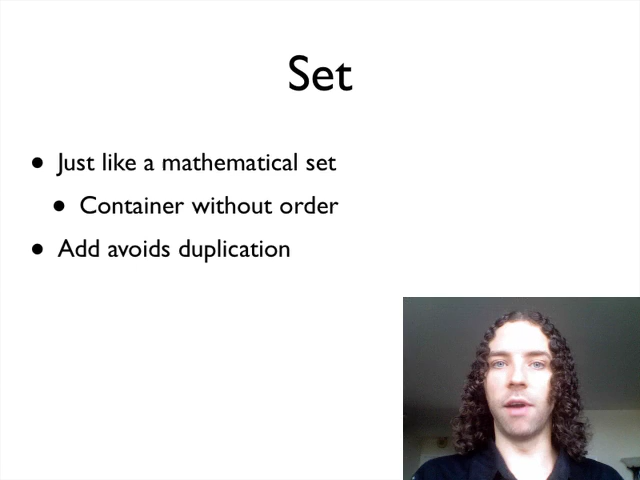 Set
• Just like a mathematical set
• Container without order
• Add avoids duplication